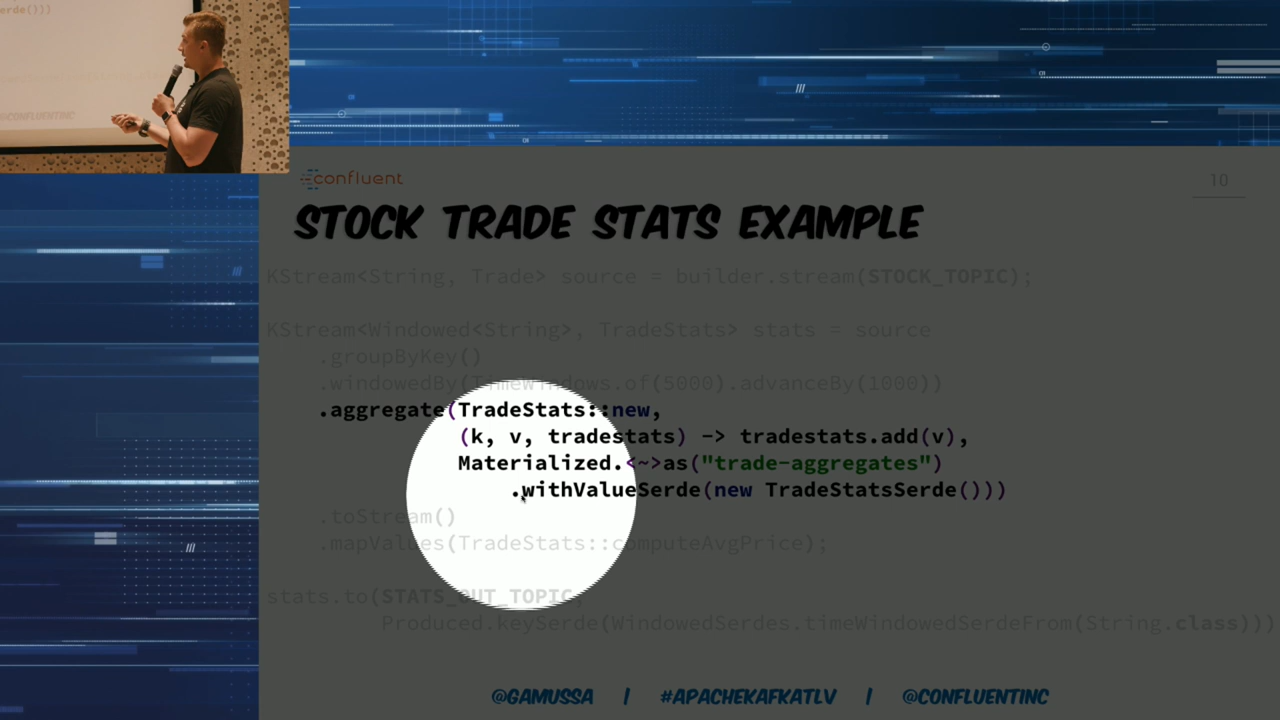 erde()))
@CONFLUENTINC
confluent
10
STOCK TRADE STATS EXAMPLE
KStream<String, Trade> source = builder.stream(STOCK_TOPIC);
KStream<Windowed<String>, TradeStats> stats = source
.groupByKey()
.windowedBy(TimeWindows.of(5000).advanceBy(1000))
.aggregate(TradeStats::new,
(k, v, tradestats) -> tradestats.add(v),
Materialized.<~>as("trade-aggregates")
.withValueSerde(new TradeStatsSerde()))
.toStream()
.mapValues(TradeStats::computeAvgPrice);
stats.to(STATS_OUT_TOPIC,
Produced.keySerde(WindowedSerdes.timeWindowedSerdeFrom(String.class)))
@GAMUSSA | #APACHEKAFKATLV | @CONFLUENTINC